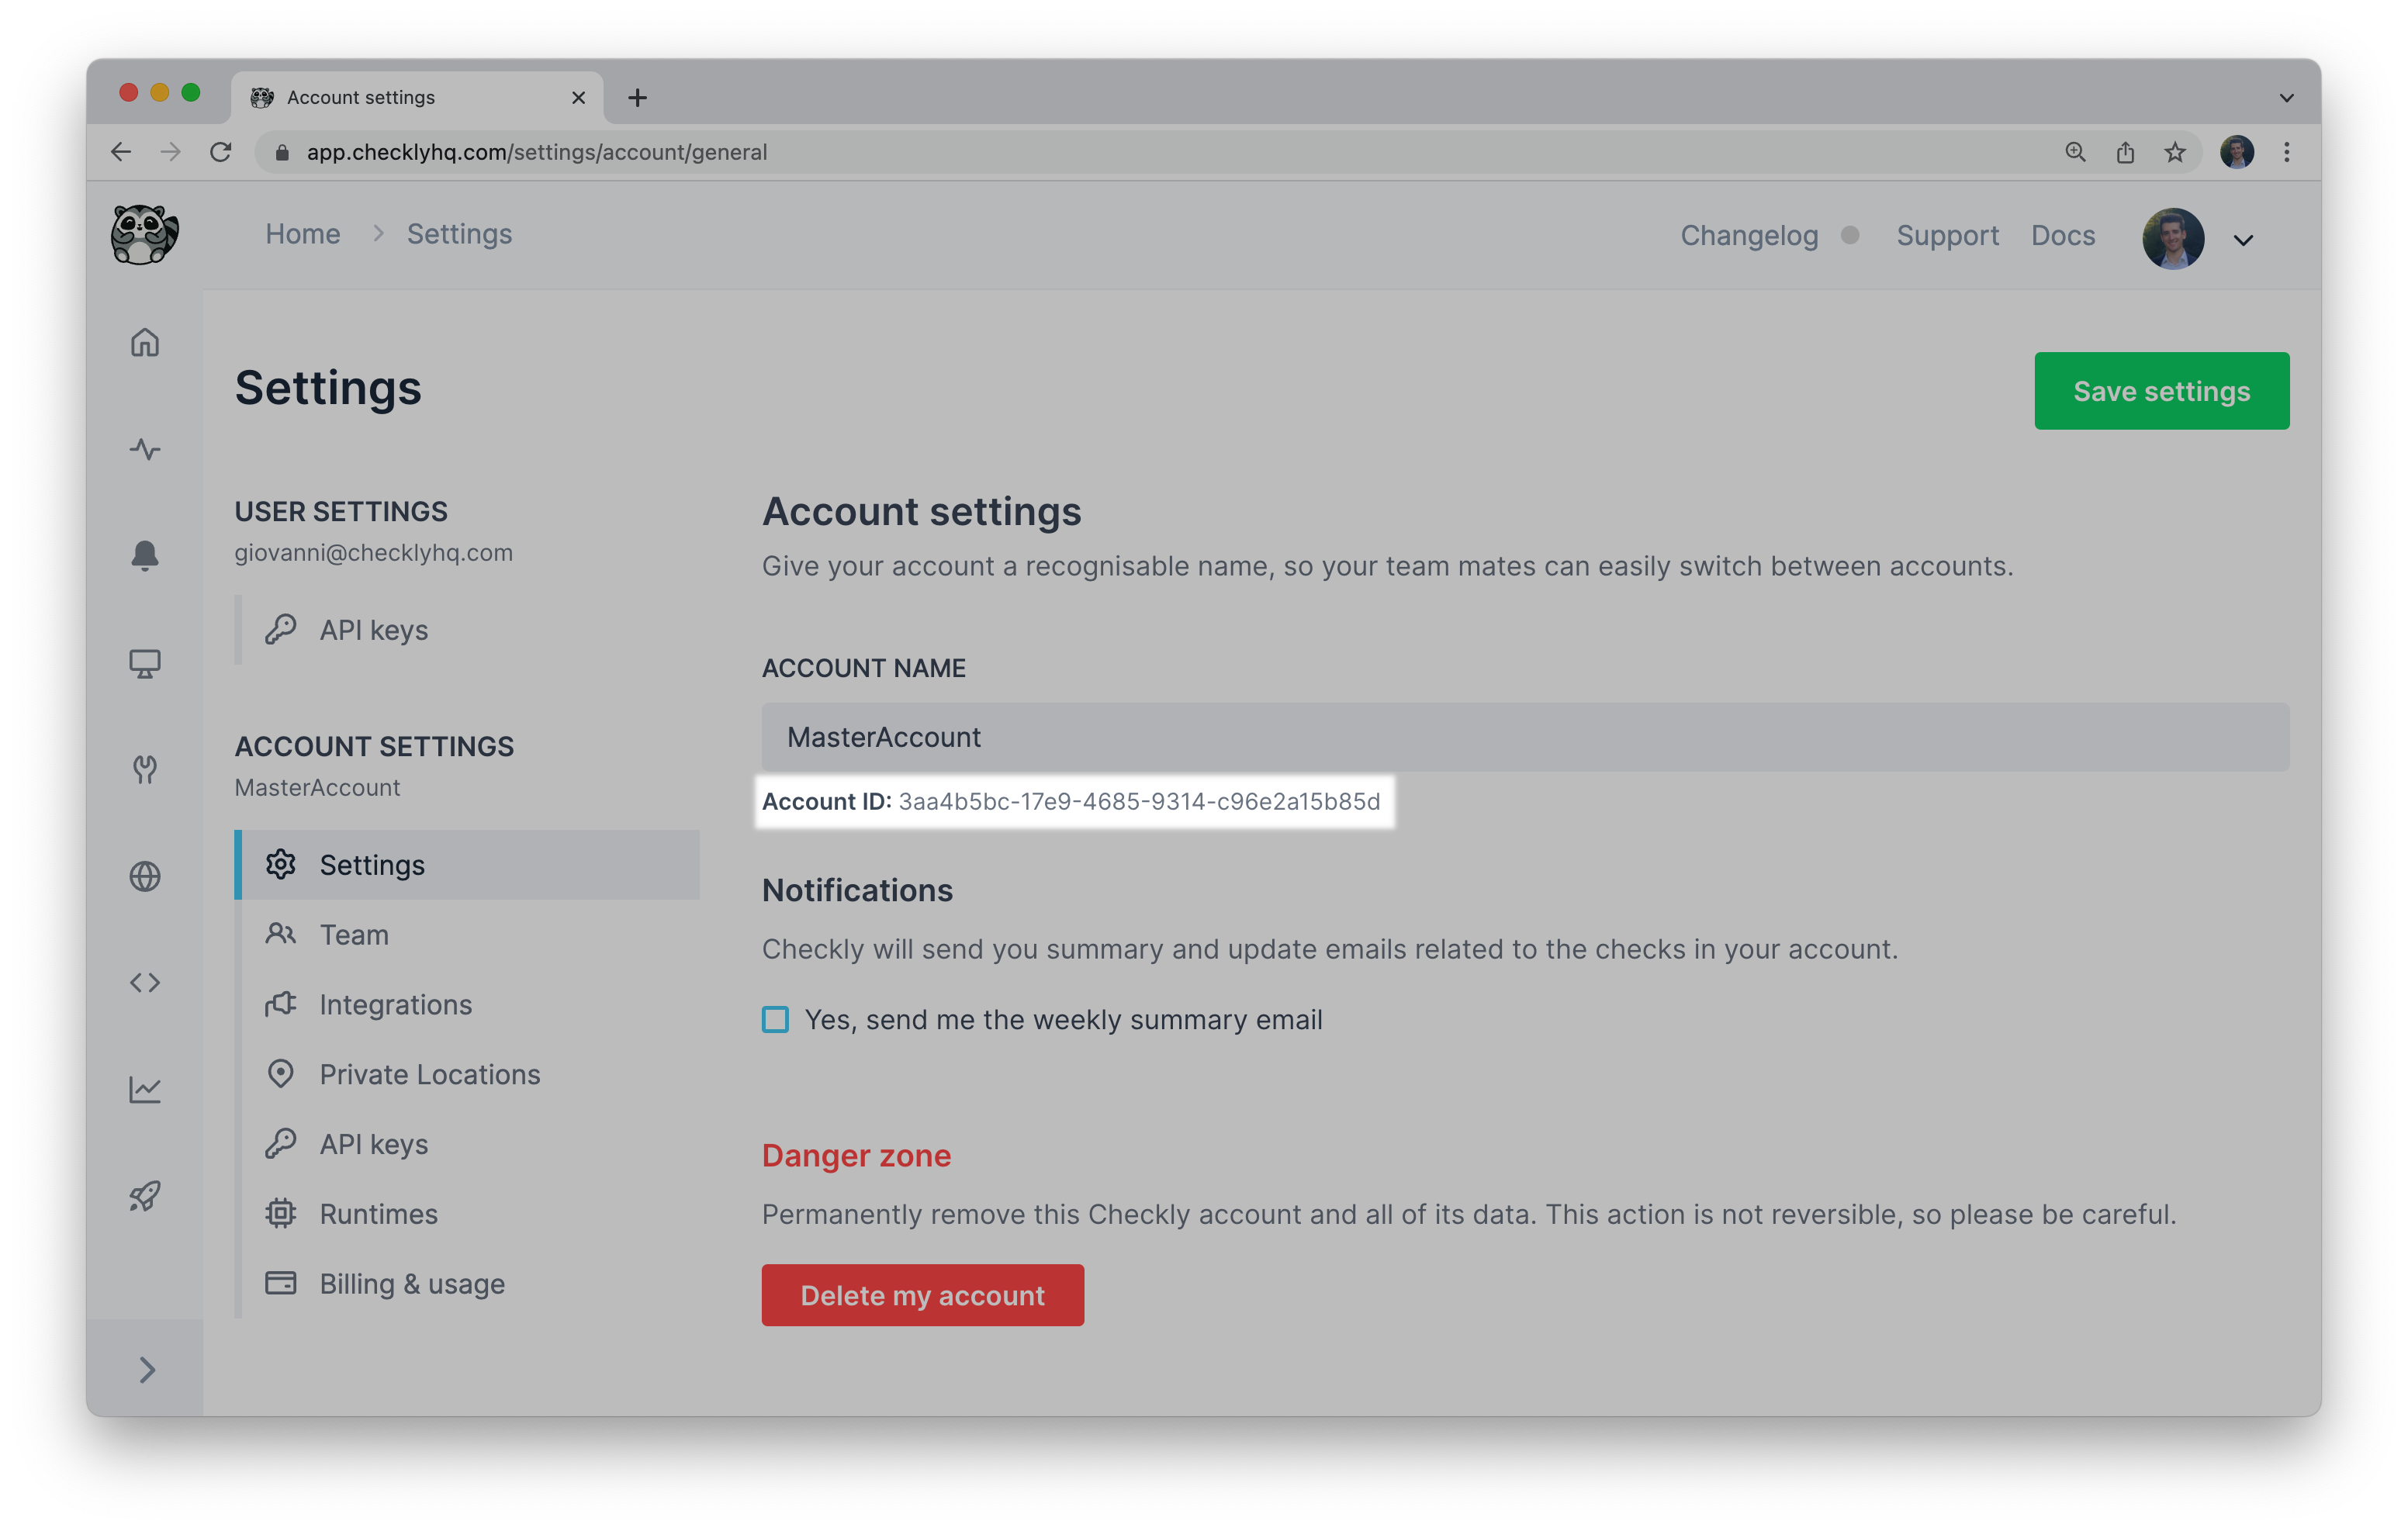 Account settings
app.checklyhq.com/settings/account/general
Home > Settings
Changelog Support Docs
Settings
Save settings
USER SETTINGS
giovanni@checklyhq.com
API keys
ACCOUNT SETTINGS
MasterAccount
Settings
Team
Integrations
Private Locations
API keys
Runtimes
Billing & usage
Account settings
Give your account a recognisable name, so your team mates can easily switch between accounts.
ACCOUNT NAME
MasterAccount
Account ID: 3aa4b5bc-17e9-4685-9314-c96e2a15b85d
Notifications
Checkly will send you summary and update emails related to the checks in your account.
Yes, send me the weekly summary email
Danger zone
Permanently remove this Checkly account and all of its data. This action is not reversible, so please be careful.
Delete my account